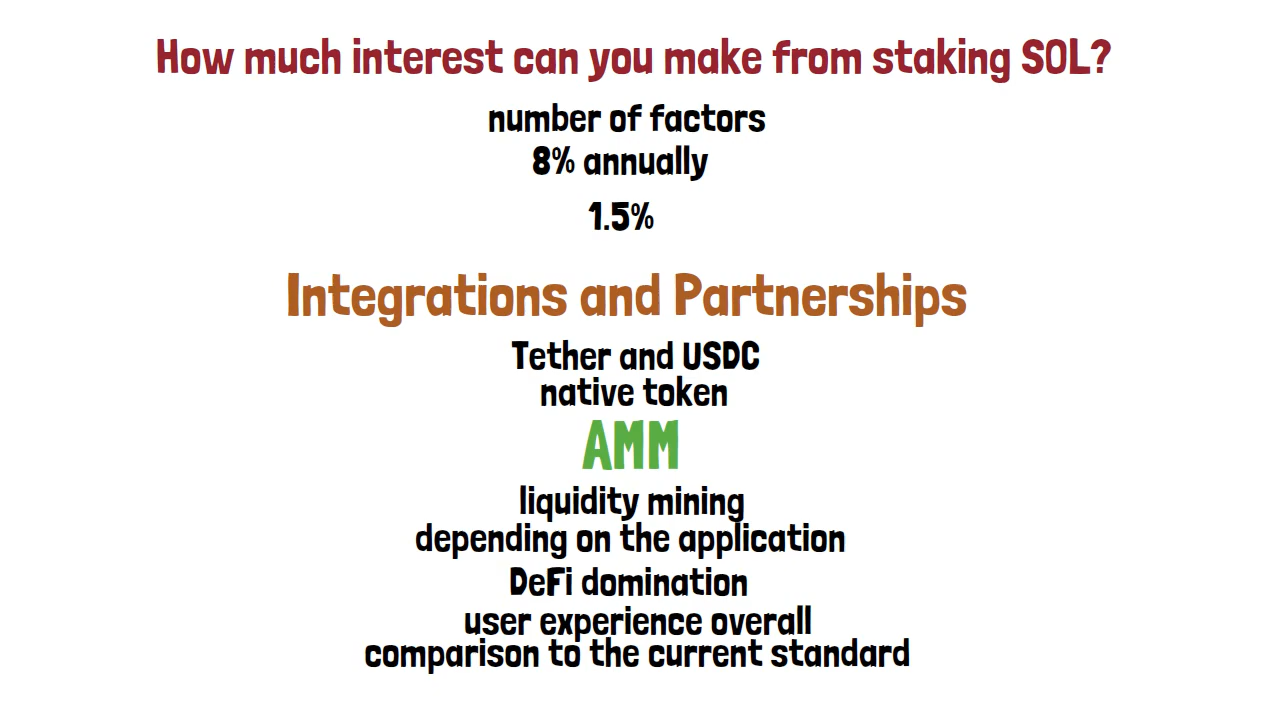 How much interest can you make from staking SOL?
number of factors
8% annually
1.5%
Integrations and Partnerships
Tether and USDC
native token
AMM
liquidity mining
depending on the application
DeFi domination
user experience overall
comparison to the current standard